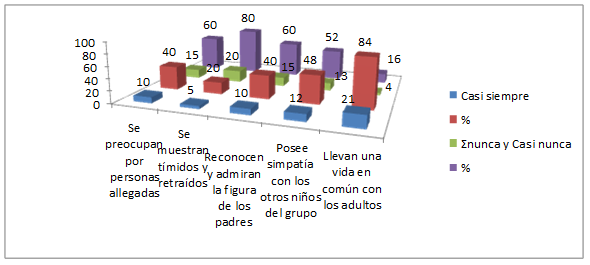 60
80
60
52
84
16
100
80
60
40
20
0
40
15
20
20
40
15
48
13
4
10
5
10
12
21
Se
preocupan
por
personas
allegadas
Se
muestran
tímidos y
retraídos
Reconocen
y admiran
la figura
de los
padres
Posee
simpatía
con los
otros niños
del grupo
Llevan una
vida en
común con
los adultos
Casi siempre
%
Σnunca y Casi nunca
%